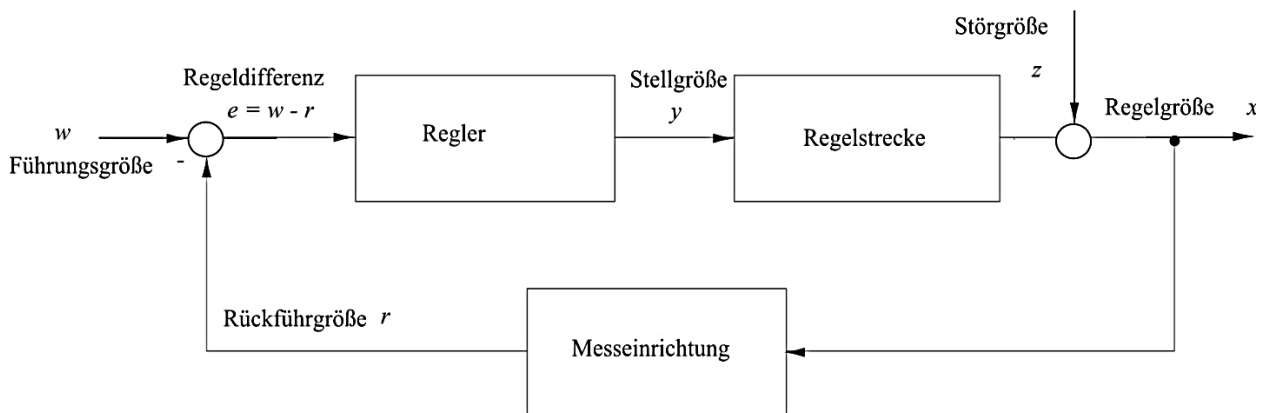 Störgröße
z
Regeldifferenz
e = w - r
Stellgröße
y
Regelgröße x
w
Führungsgröße
-
Regler
Regelstrecke
Rückführgröße r
Messeinrichtung